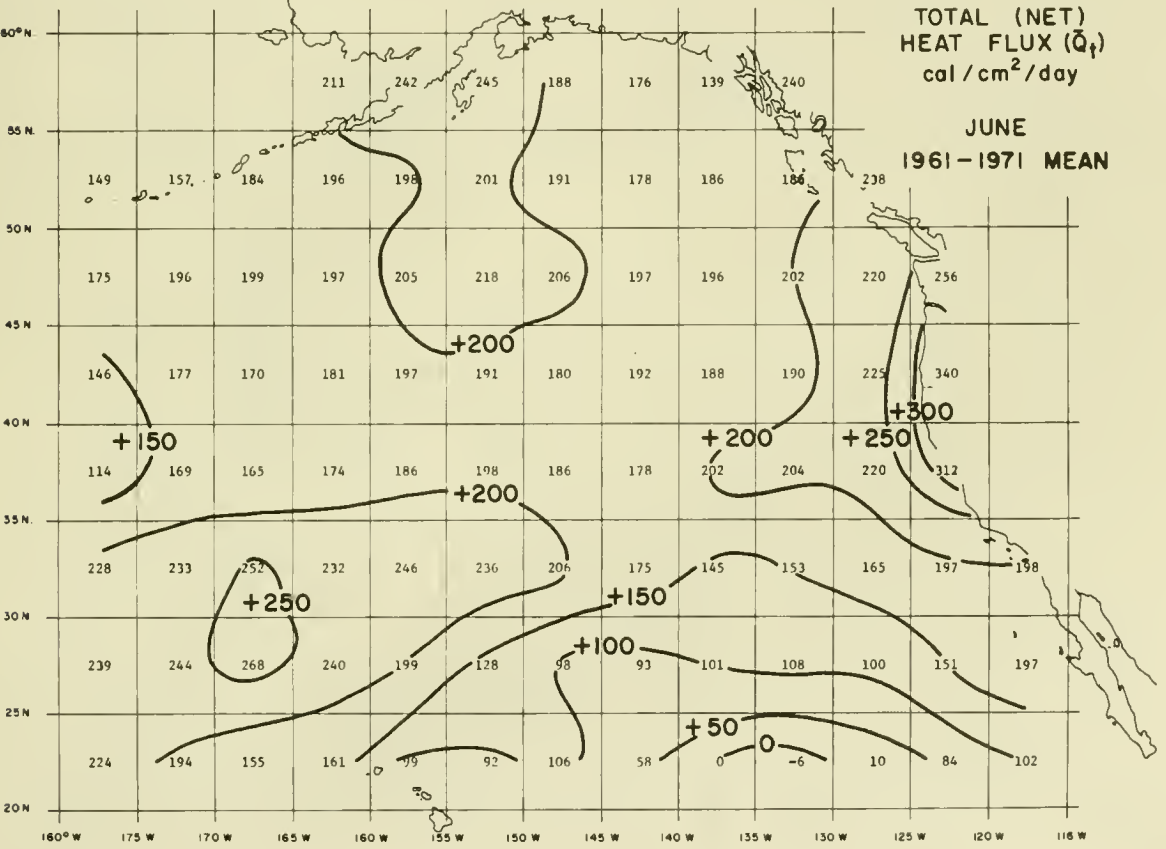 TOTAL (NET)
HEAT FLUX (Q̄t)
cal/cm²/day
JUNE
1961-1971 MEAN
60°N
211 242 245 188 176 139 240
55 N.
149 157 184 196 198 201 191 178 186 186 238
50 N
175 196 199 197 205 218 206 197 196 202 220 256
45 N
+200
146 177 170 181 197 191 180 192 188 190 225 340
+300
40 N
+150 +200 +250
114 169 165 174 186 198 186 178 202 204 220 312
+200
35 N.
228 233 252 232 246 236 206 175 145 153 165 197 198
+250 +150
30 N
+100
239 244 268 240 199 128 98 93 101 108 100 151 197
25 N
+50
0
224 194 155 161 99 92 106 58 0 -6 10 84 102
20 N
160° W 175 W 170 W 165 W 160 W 155 W 150 W 145 W 140 W 135 W 130 W 125 W 120 W 116 W